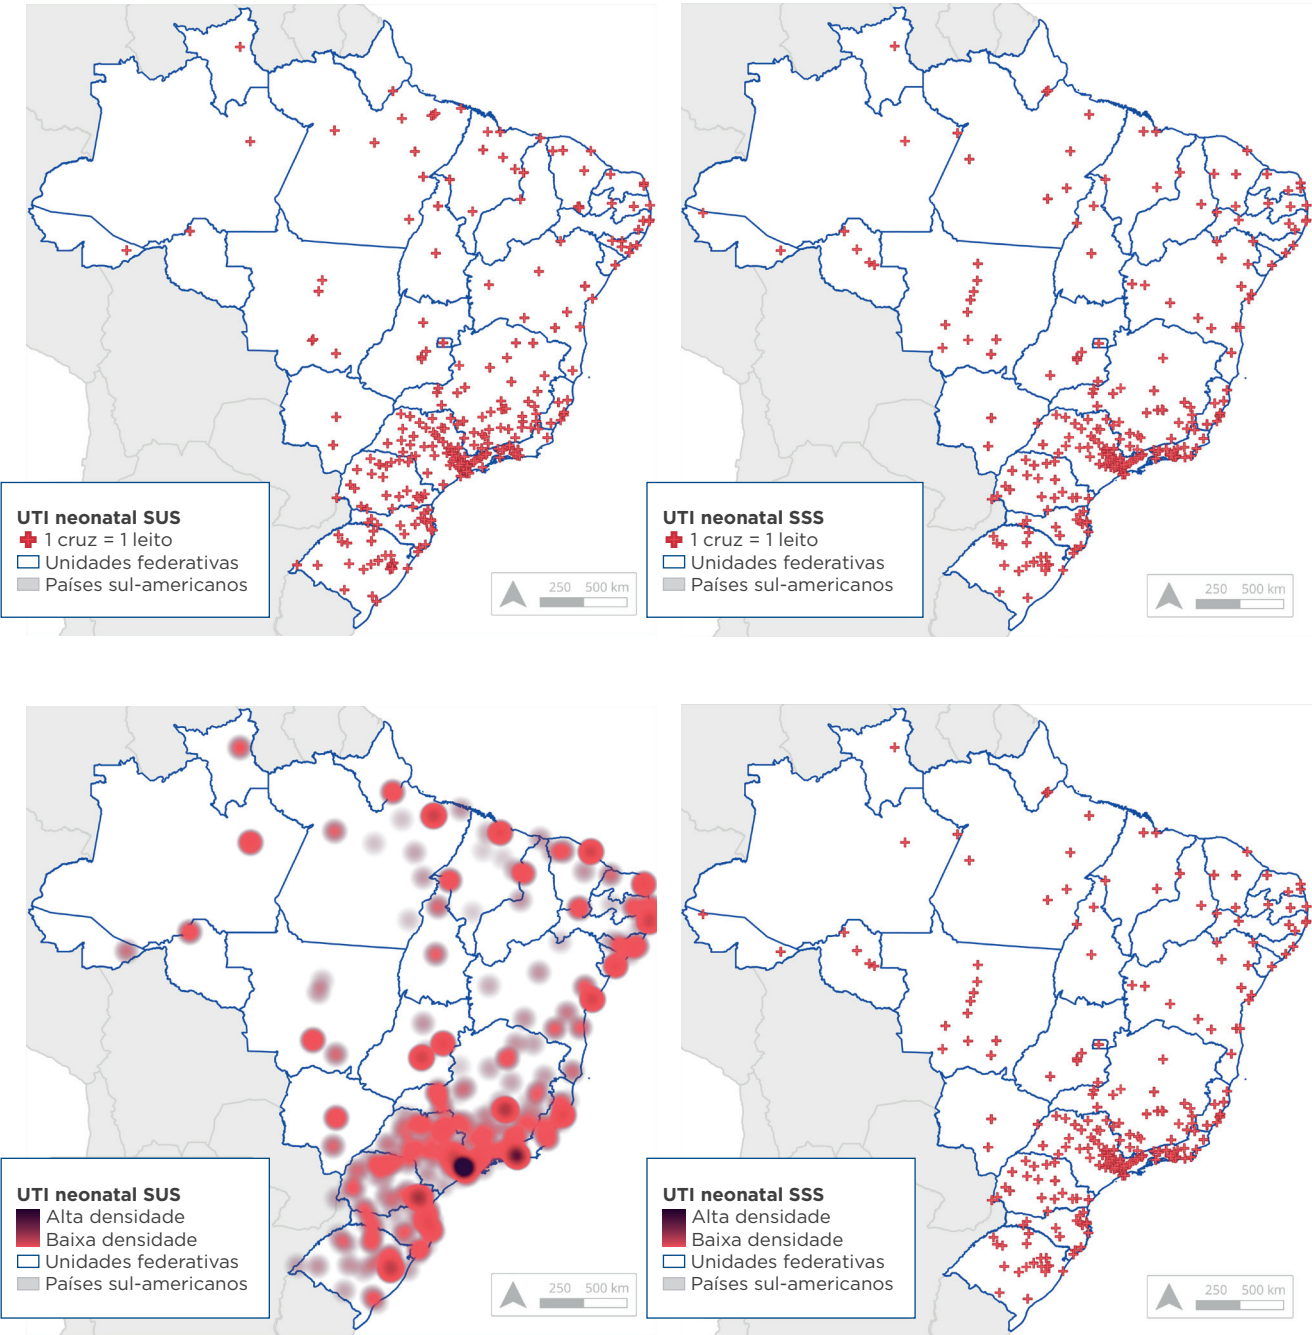 UTI neonatal SUS
1 cruz = 1 leito
Unidades federativas
Países sul-americanos
250 500 km
UTI neonatal SSS
1 cruz = 1 leito
Unidades federativas
Países sul-americanos
250 500 km
UTI neonatal SUS
Alta densidade
Baixa densidade
Unidades federativas
Países sul-americanos
250 500 km
UTI neonatal SSS
Alta densidade
Baixa densidade
Unidades federativas
Países sul-americanos
250 500 km